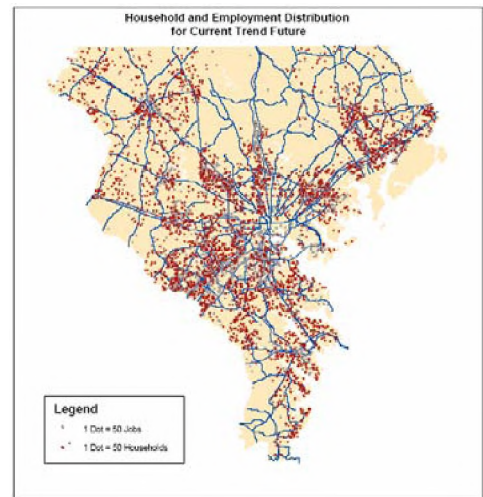 Household and Employment Distribution
for Current Trend Future
Legend
1 Dot = 50 Jobs
1 Dot = 50 Households